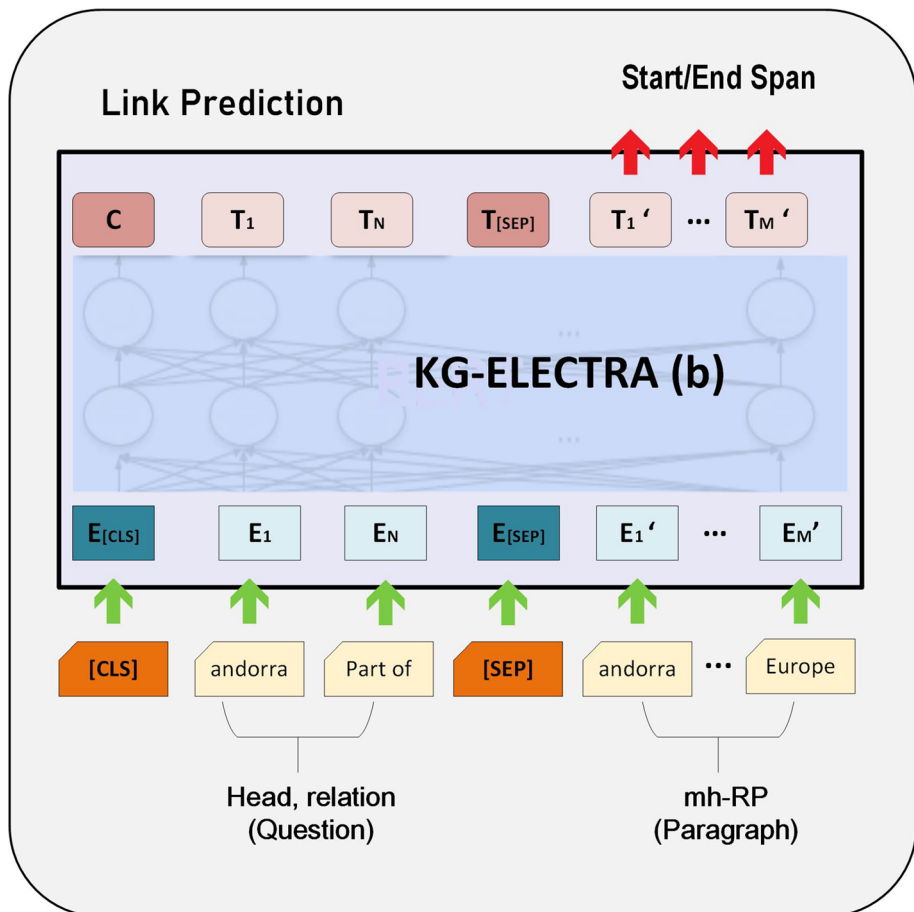 Start/End Span
Link Prediction
C T1 TN T[SEP] T1 ‘ ... TM ‘
...
KG-ELECTRA (b)
...
E[CLS] E1 EN E[SEP] E1 ‘ ... EM’
[CLS] andorra Part of [SEP] andorra ... Europe
Head, relation mh-RP
(Question) (Paragraph)